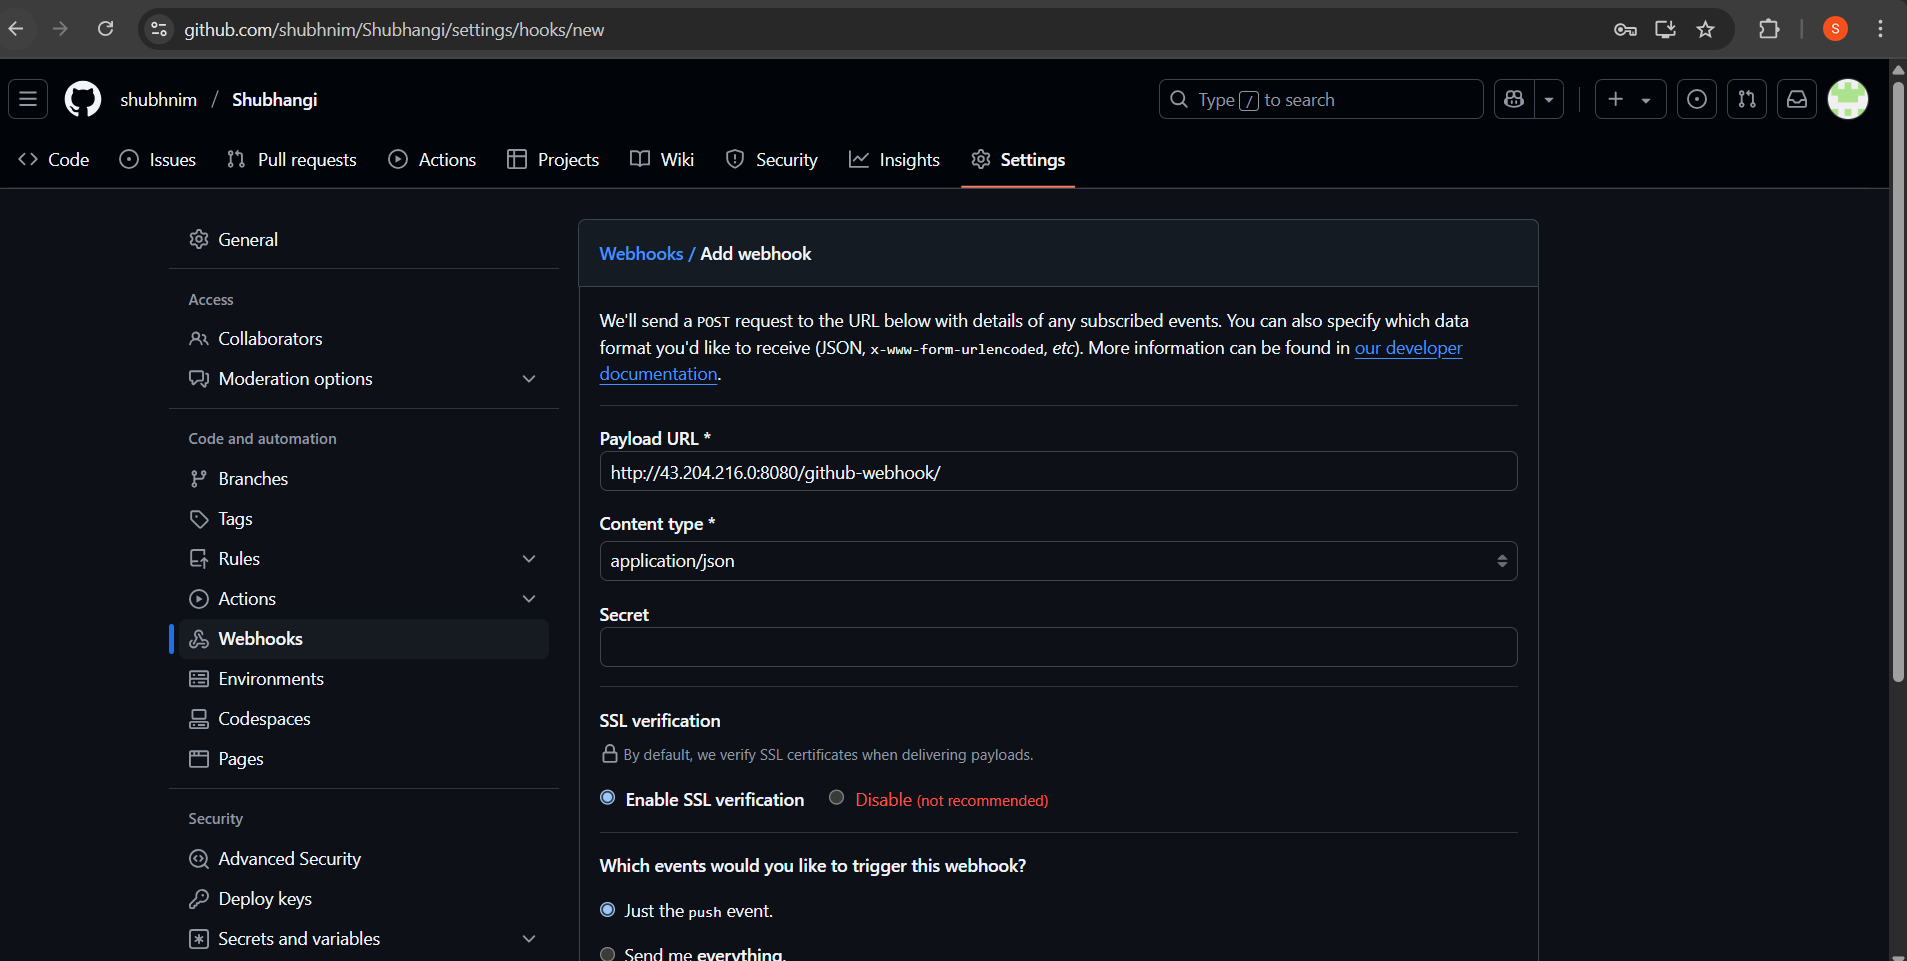 github.com/shubhnim/Shubhangi/settings/hooks/new
S
shubhnim / Shubhangi
Type / to search
Code
Issues
Pull requests
Actions
Projects
Wiki
Security
Insights
Settings
General
Access
Collaborators
Moderation options
Code and automation
Branches
Tags
Rules
Actions
Webhooks
Environments
Codespaces
Pages
Security
Advanced Security
Deploy keys
Secrets and variables
Webhooks / Add webhook
We'll send a POST request to the URL below with details of any subscribed events. You can also specify which data
format you'd like to receive (JSON, x-www-form-urlencoded, etc). More information can be found in our developer
documentation.
Payload URL *
http://43.204.216.0:8080/github-webhook/
Content type *
application/json
Secret
SSL verification
By default, we verify SSL certificates when delivering payloads.
Enable SSL verification
Disable (not recommended)
Which events would you like to trigger this webhook?
Just the push event.
Send me everything.